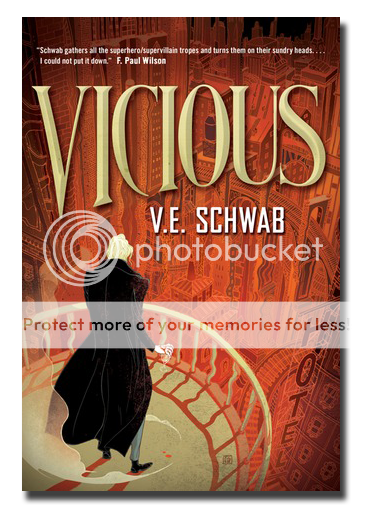 “Schwab gathers all the superhero/supervillain tropes and turns them on their sundry heads. . . .
I could not put it down.” F. Paul Wilson
VICIOUS
V.E. SCHWAB
photobucket
Protect more of your memories for less!
OTE